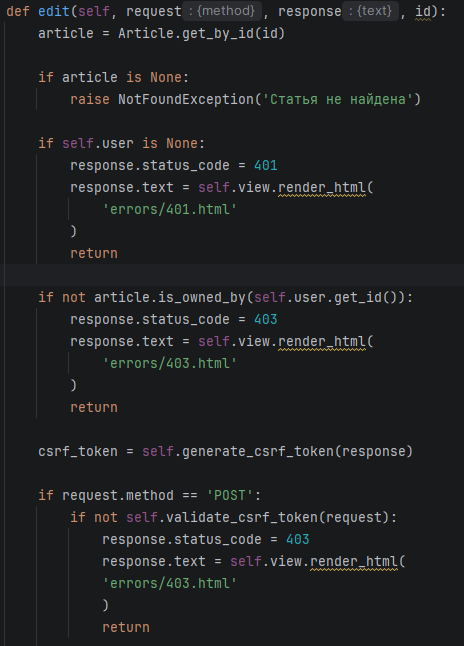 def edit(self, request : {method} , response : {text} , id):
    article = Article.get_by_id(id)

    if article is None:
        raise NotFoundException('Статья не найдена')

    if self.user is None:
        response.status_code = 401
        response.text = self.view.render_html(
            'errors/401.html'
        )
        return

    if not article.is_owned_by(self.user.get_id()):
        response.status_code = 403
        response.text = self.view.render_html(
            'errors/403.html'
        )
        return

    csrf_token = self.generate_csrf_token(response)

    if request.method == 'POST':
        if not self.validate_csrf_token(request):
            response.status_code = 403
            response.text = self.view.render_html(
            'errors/403.html'
            )
            return